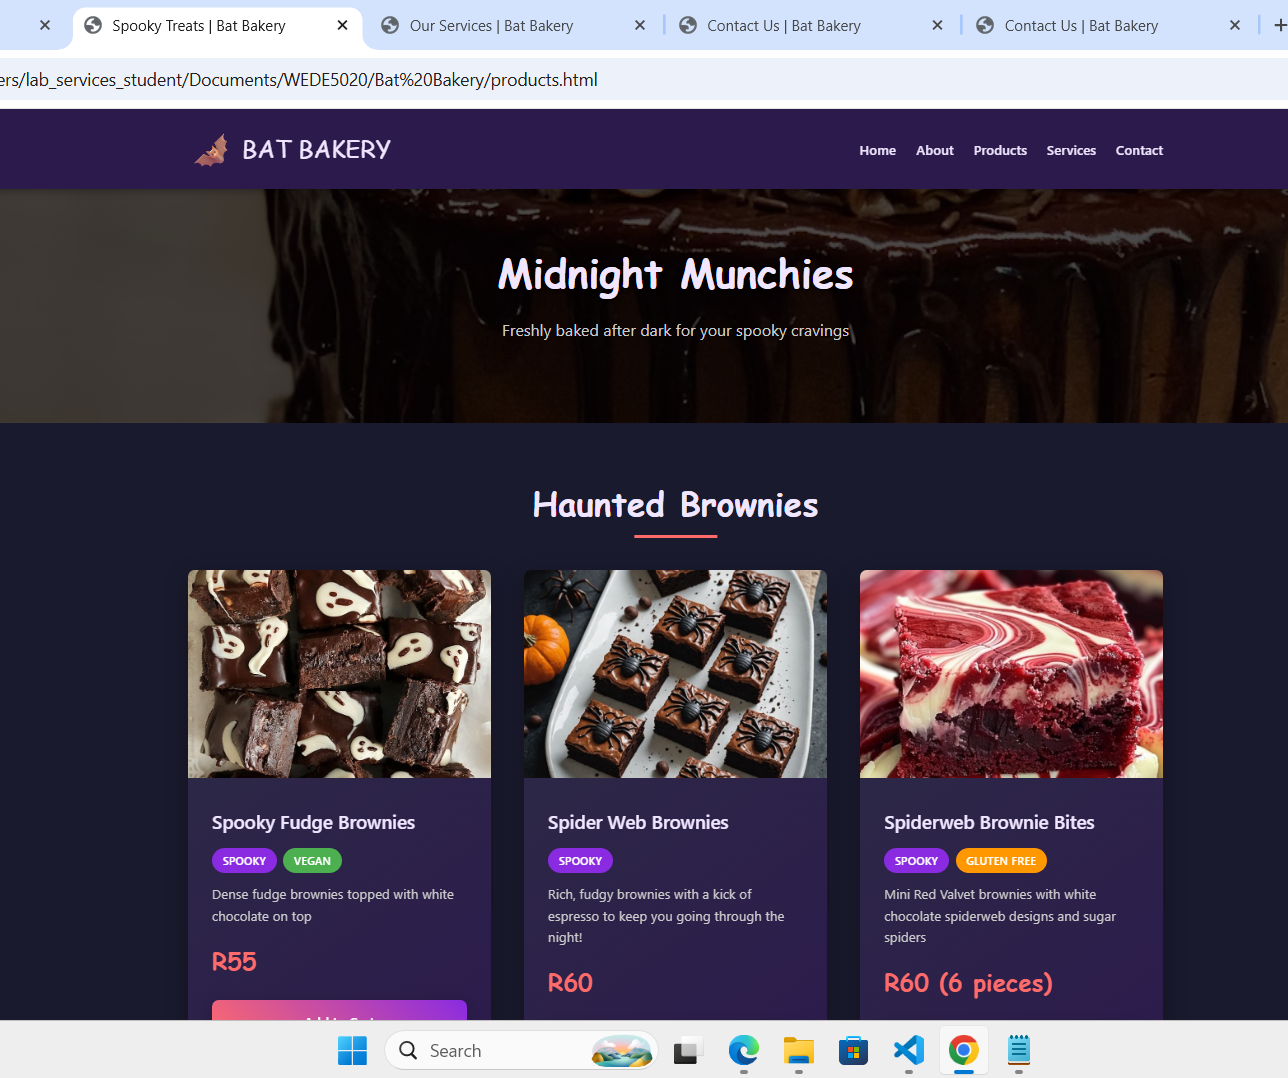 Spooky Treats | Bat Bakery
Our Services | Bat Bakery
Contact Us | Bat Bakery
Contact Us | Bat Bakery
ers/lab_services_student/Documents/WEDE5020/Bat%20Bakery/products.html
BAT BAKERY
Home About Products Services Contact
Midnight Munchies
Freshly baked after dark for your spooky cravings
Haunted Brownies
Spooky Fudge Brownies
SPOOKY VEGAN
Dense fudge brownies topped with white
chocolate on top
R55
Spider Web Brownies
SPOOKY
Rich, fudgy brownies with a kick of
espresso to keep you going through the
night!
R60
Spiderweb Brownie Bites
SPOOKY GLUTEN FREE
Mini Red Valvet brownies with white
chocolate spiderweb designs and sugar
spiders
R60 (6 pieces)
Search